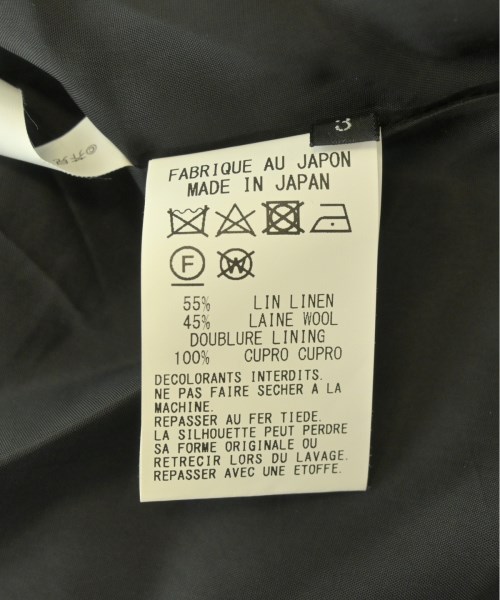 3
FABRIQUE AU JAPON
MADE IN JAPAN
F W
55% LIN LINEN
45% LAINE WOOL
DOUBLURE LINING
100% CUPRO CUPRO
DECOLORANTS INTERDITS.
NE PAS FAIRE SECHER A LA
MACHINE.
REPASSER AU FER TIEDE.
LA SILHOUETTE PEUT PERDRE
SA FORME ORIGINALE OU
RETRECIR LORS DU LAVAGE.
REPASSER AVEC UNE ETOFFE.